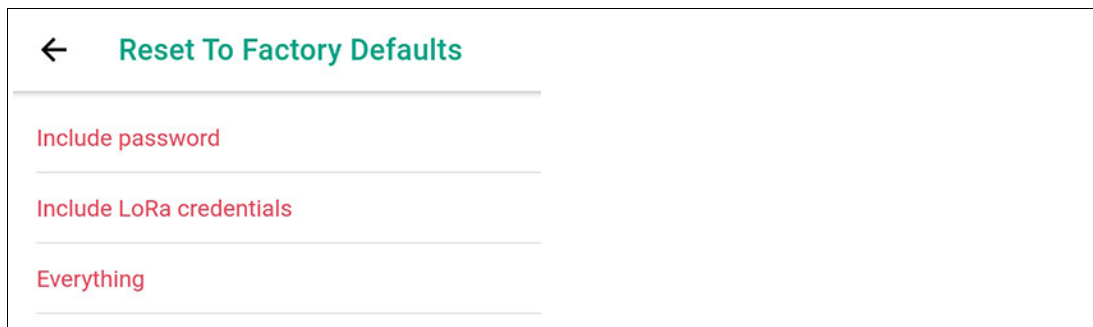 Reset To Factory Defaults
Include password
Include LoRa credentials
Everything